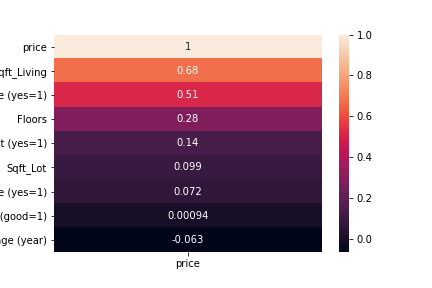 price 1
qft_Living 0.68
e (yes=1) 0.51
Floors 0.28
t (yes=1) 0.14
Sqft_Lot 0.099
e (yes=1) 0.072
(good=1) 0.00094
ge (year) -0.063
price
1.0
0.8
0.6
0.4
0.2
0.0